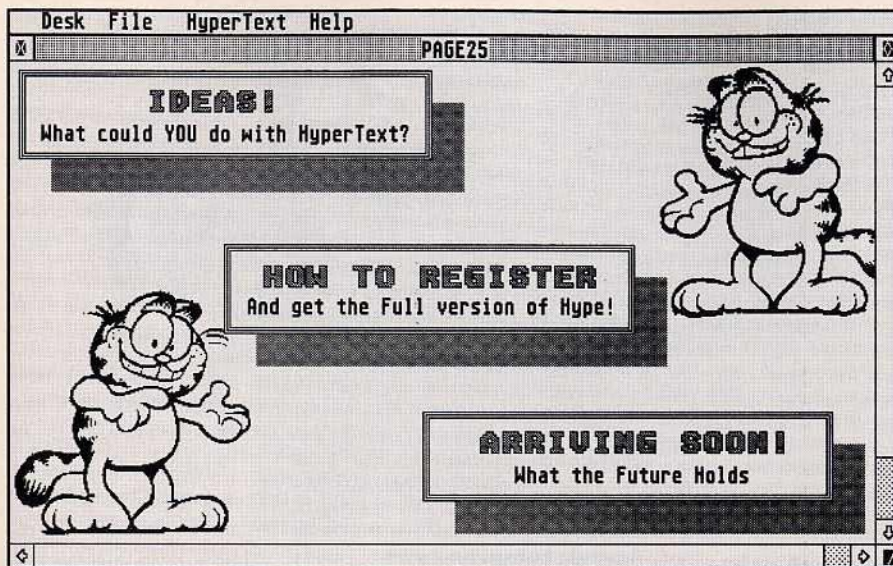 Desk File HyperText Help
PAGE25
IDEAS!
What could YOU do with HyperText?
HOW TO REGISTER
And get the Full version of Hype!
ARRIVING SOON!
What the Future Holds